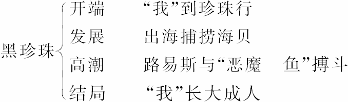 黑珍珠
开端 “我”到珍珠行
发展 出海捕捞海贝
高潮 路易斯与“恶魔 鱼”搏斗
结局 “我”长大成人